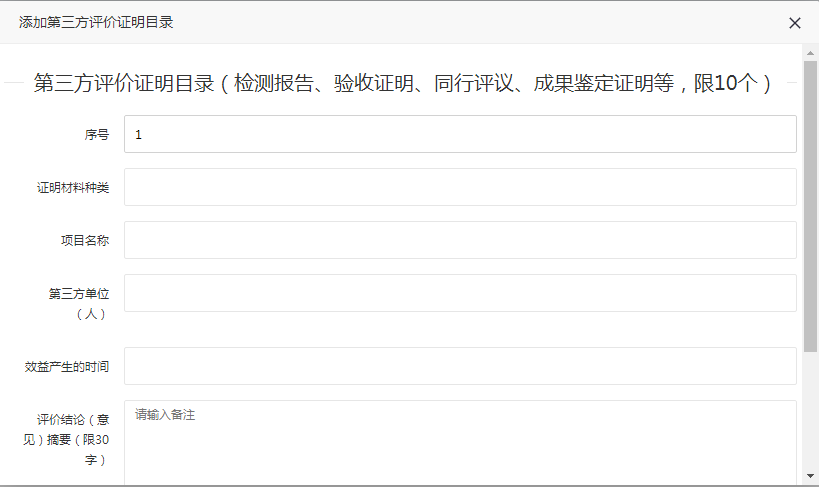 添加第三方评价证明目录
第三方评价证明目录（检测报告、验收证明、同行评议、成果鉴定证明等，限10个）
序号
1
证明材料种类
项目名称
第三方单位
（人）
效益产生的时间
评价结论（意
见）摘要（限30
字）
请输入备注